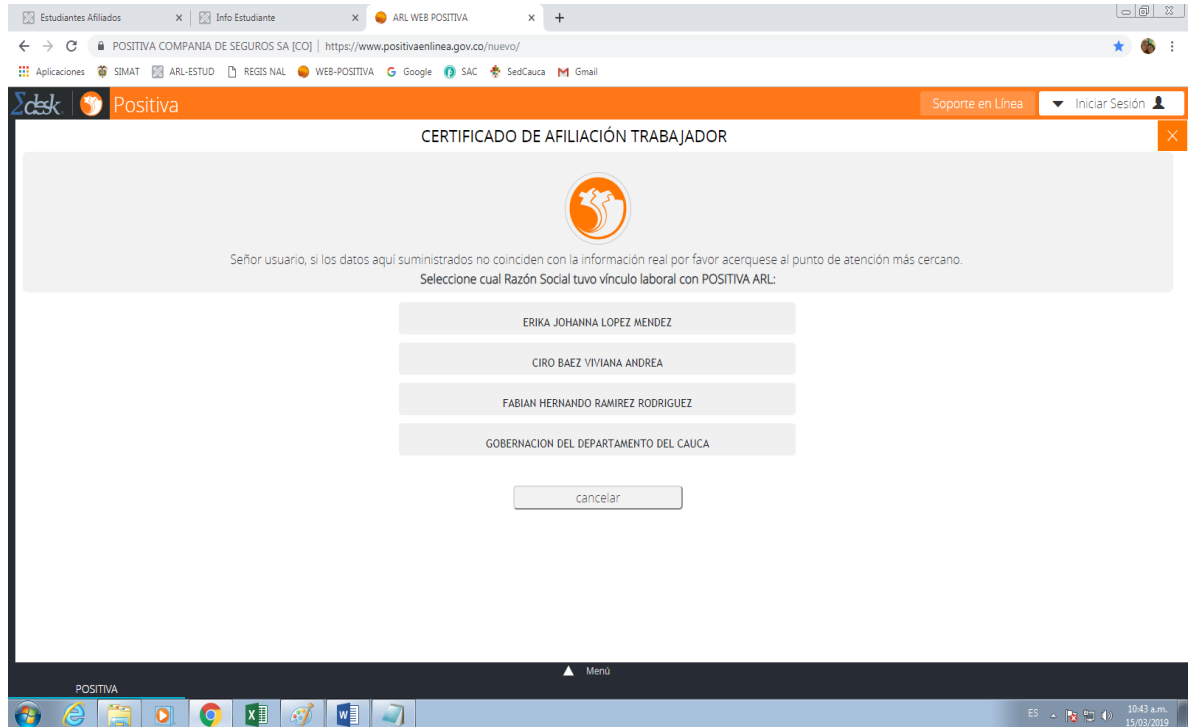 Estudiantes Afiliados
Info Estudiante
ARL WEB POSITIVA
POSITIVA COMPANIA DE SEGUROS SA [CO] | https://www.positivaenlinea.gov.co/nuevo/
Aplicaciones SIMAT ARL-ESTUD REGIS NAL WEB-POSITIVA Google SAC SedCauca Gmail
Σdesk Positiva Soporte en Línea Iniciar Sesión
CERTIFICADO DE AFILIACIÓN TRABAJADOR
Señor usuario, si los datos aquí suministrados no coinciden con la información real por favor acerquese al punto de atención más cercano.
Seleccione cual Razón Social tuvo vínculo laboral con POSITIVA ARL:
ERIKA JOHANNA LOPEZ MENDEZ
CIRO BAEZ VIVIANA ANDREA
FABIAN HERNANDO RAMIREZ RODRIGUEZ
GOBERNACION DEL DEPARTAMENTO DEL CAUCA
cancelar
Menú
POSITIVA
ES
10:43 a.m.
15/03/2019